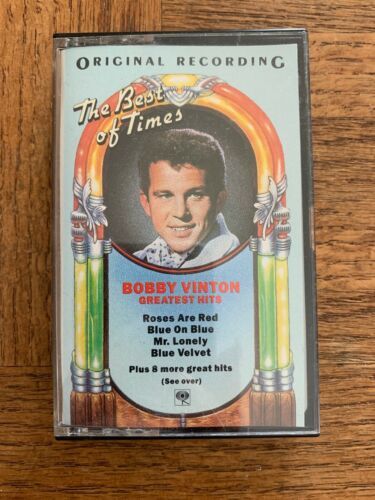 ORIGINAL RECORDING
The Best
of Times
BOBBY VINTON
GREATEST HITS
Roses Are Red
Blue On Blue
Mr. Lonely
Blue Velvet
Plus 8 more great hits
(See over)